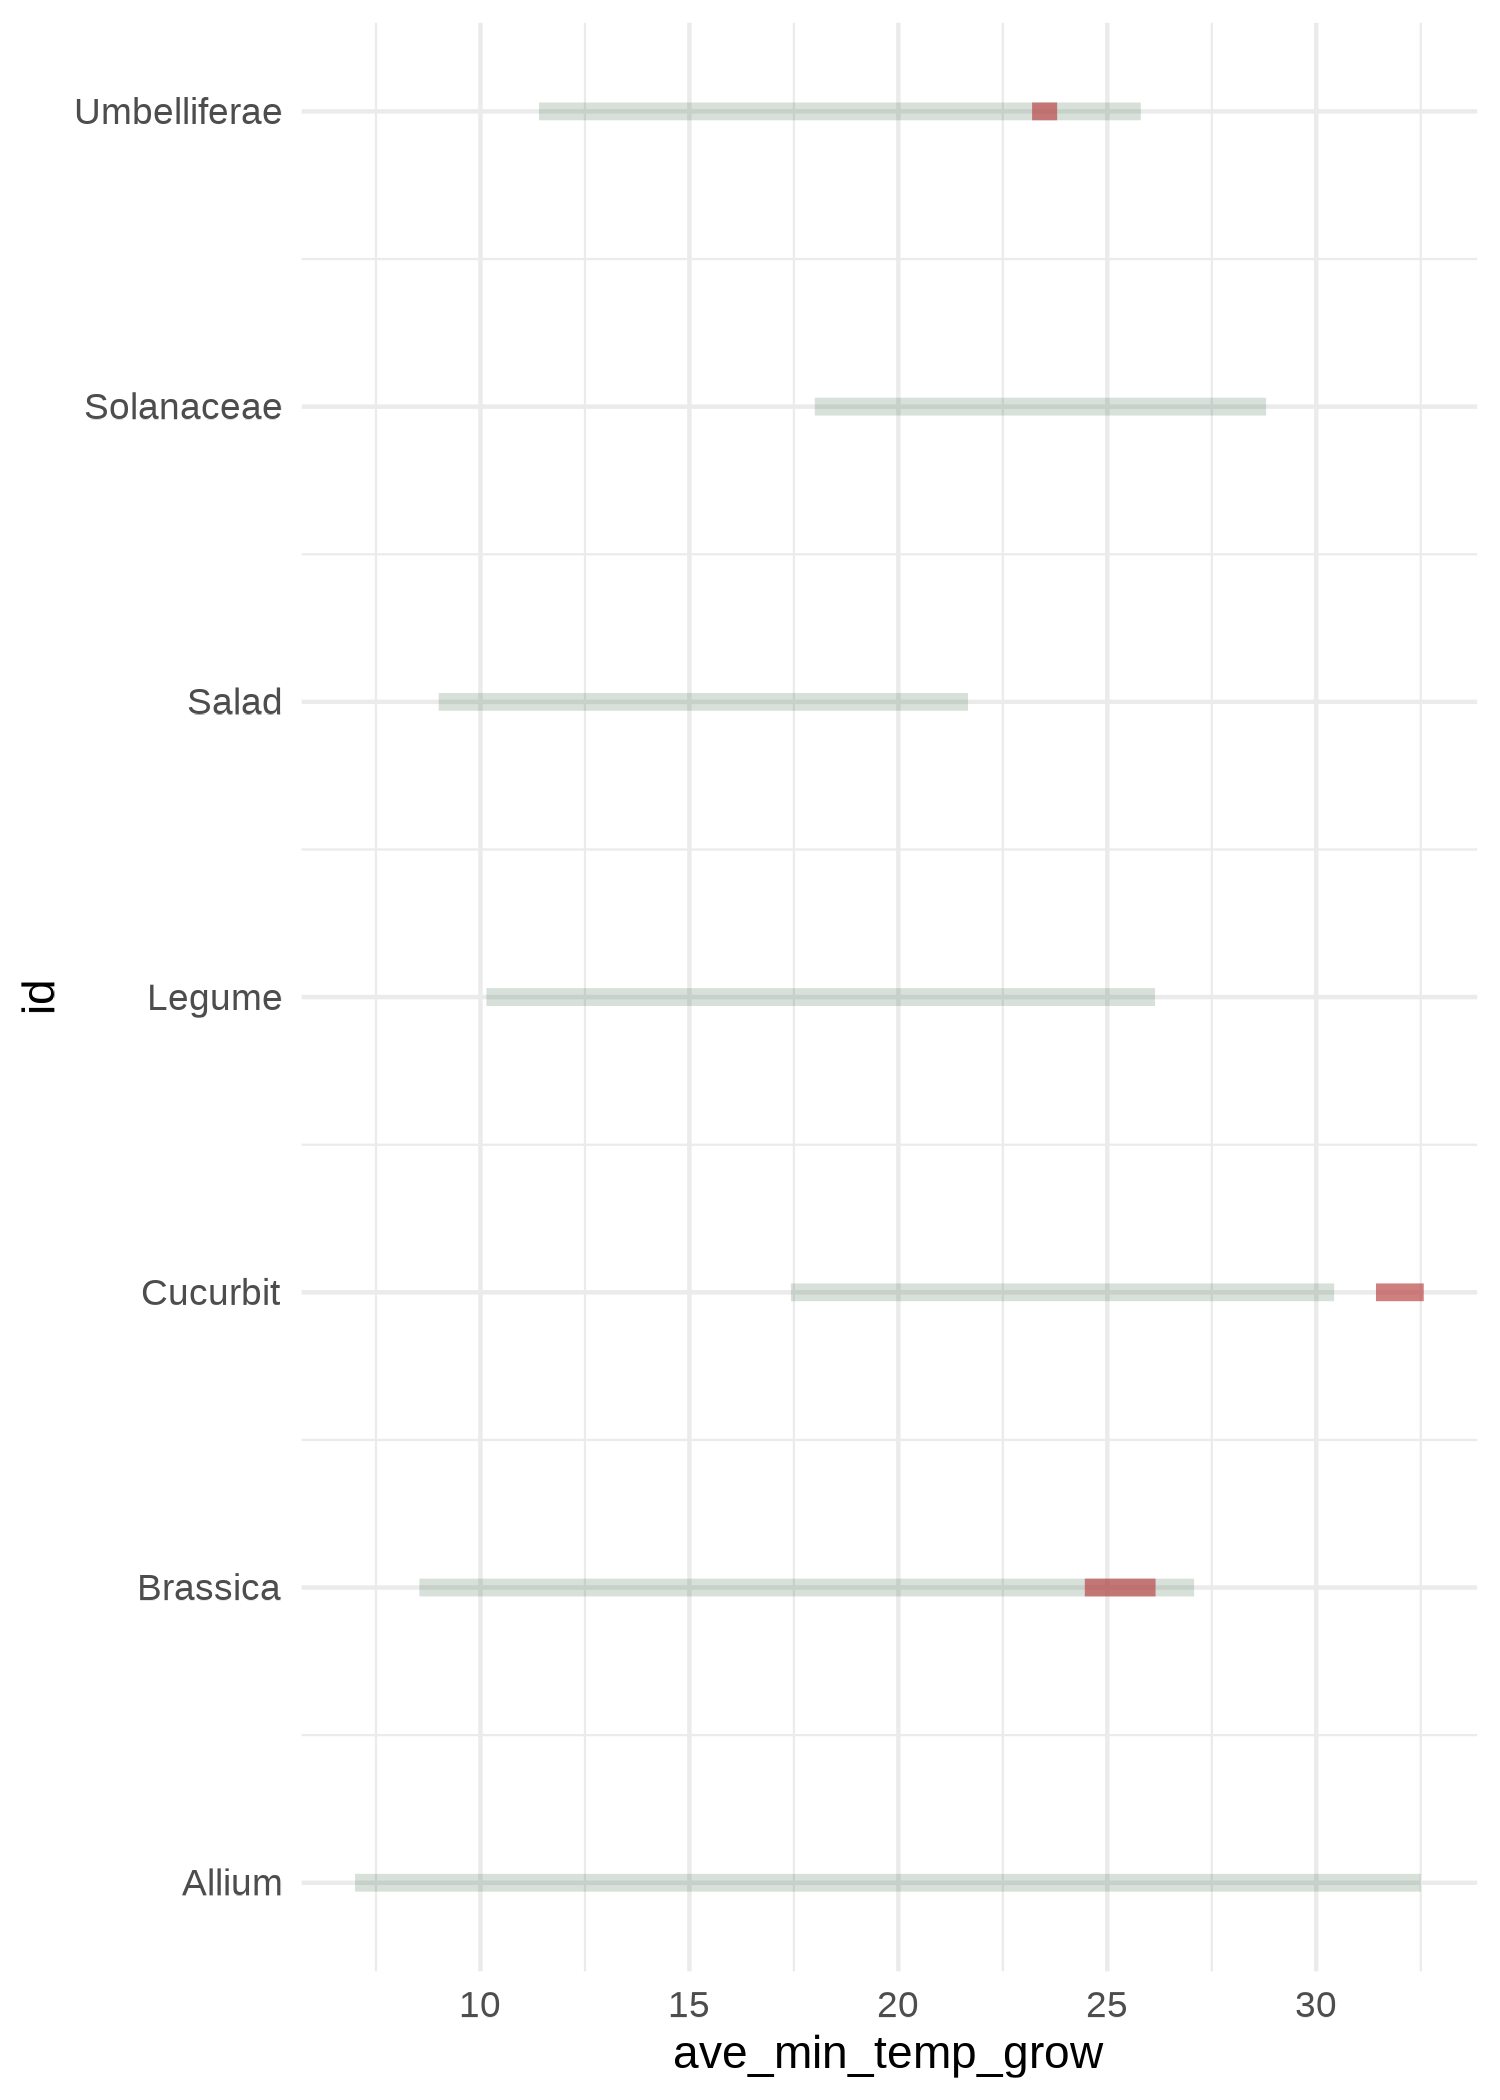 Umbelliferae
Solanaceae
Salad
Legume
Cucurbit
Brassica
Allium
id
10 15 20 25 30
ave_min_temp_grow